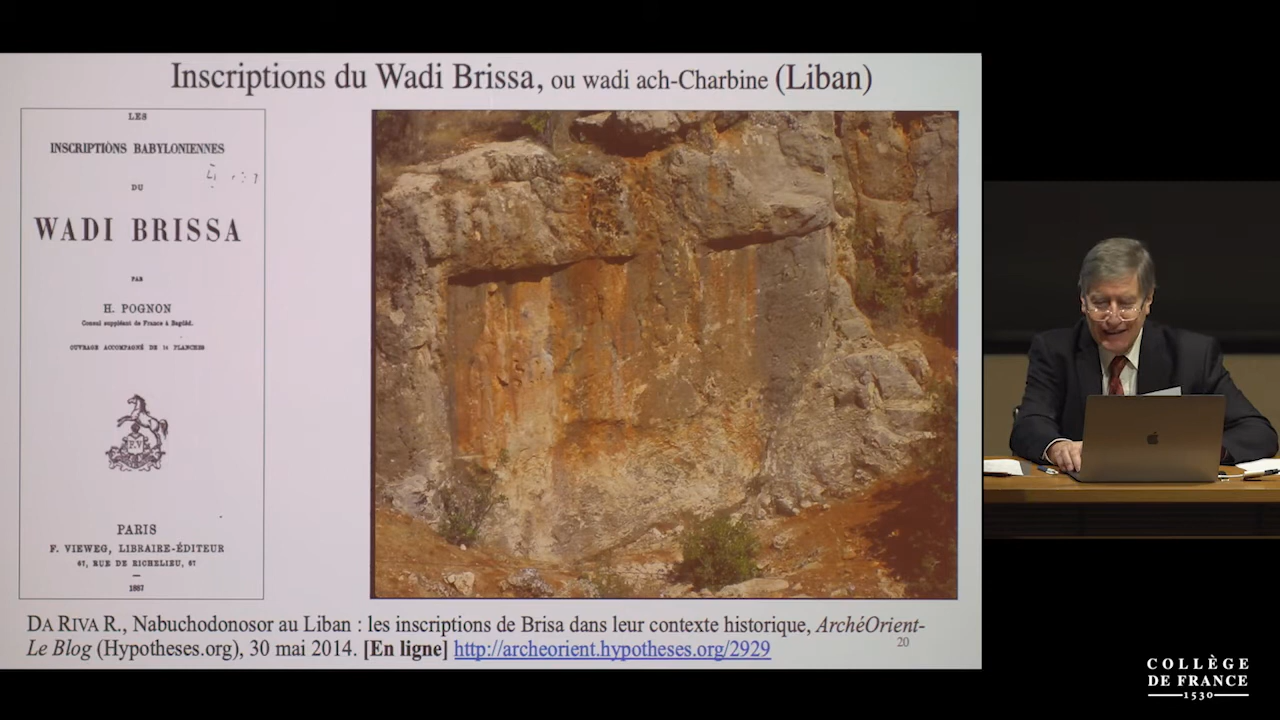 Inscriptions du Wadi Brissa, ou wadi ach-Charbine (Liban)
LES
INSCRIPTIONS BABYLONIENNES
DU
WADI BRISSA
PAR
H. POGNON
Consul suppléant de France à Bagdad.
OUVRAGE ACCOMPAGNÉ DE 14 PLANCHES
PARIS
F. VIEWEG, LIBRAIRE-ÉDITEUR
67, RUE DE RICHELIEU, 67
1887
DA RIVA R., Nabuchodonosor au Liban : les inscriptions de Brisa dans leur contexte historique, ArchéOrient-
Le Blog (Hypotheses.org), 30 mai 2014. [En ligne] http://archeorient.hypotheses.org/2929
20
COLLÈGE
DE FRANCE
1530